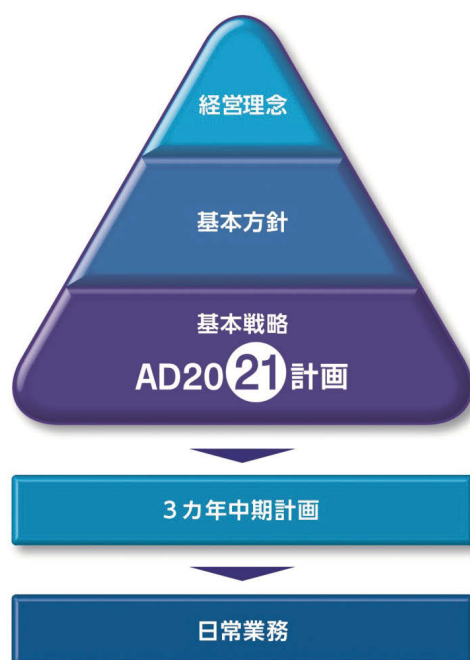 経営理念
基本方針
基本戦略
AD2021計画
3カ年中期計画
日常業務